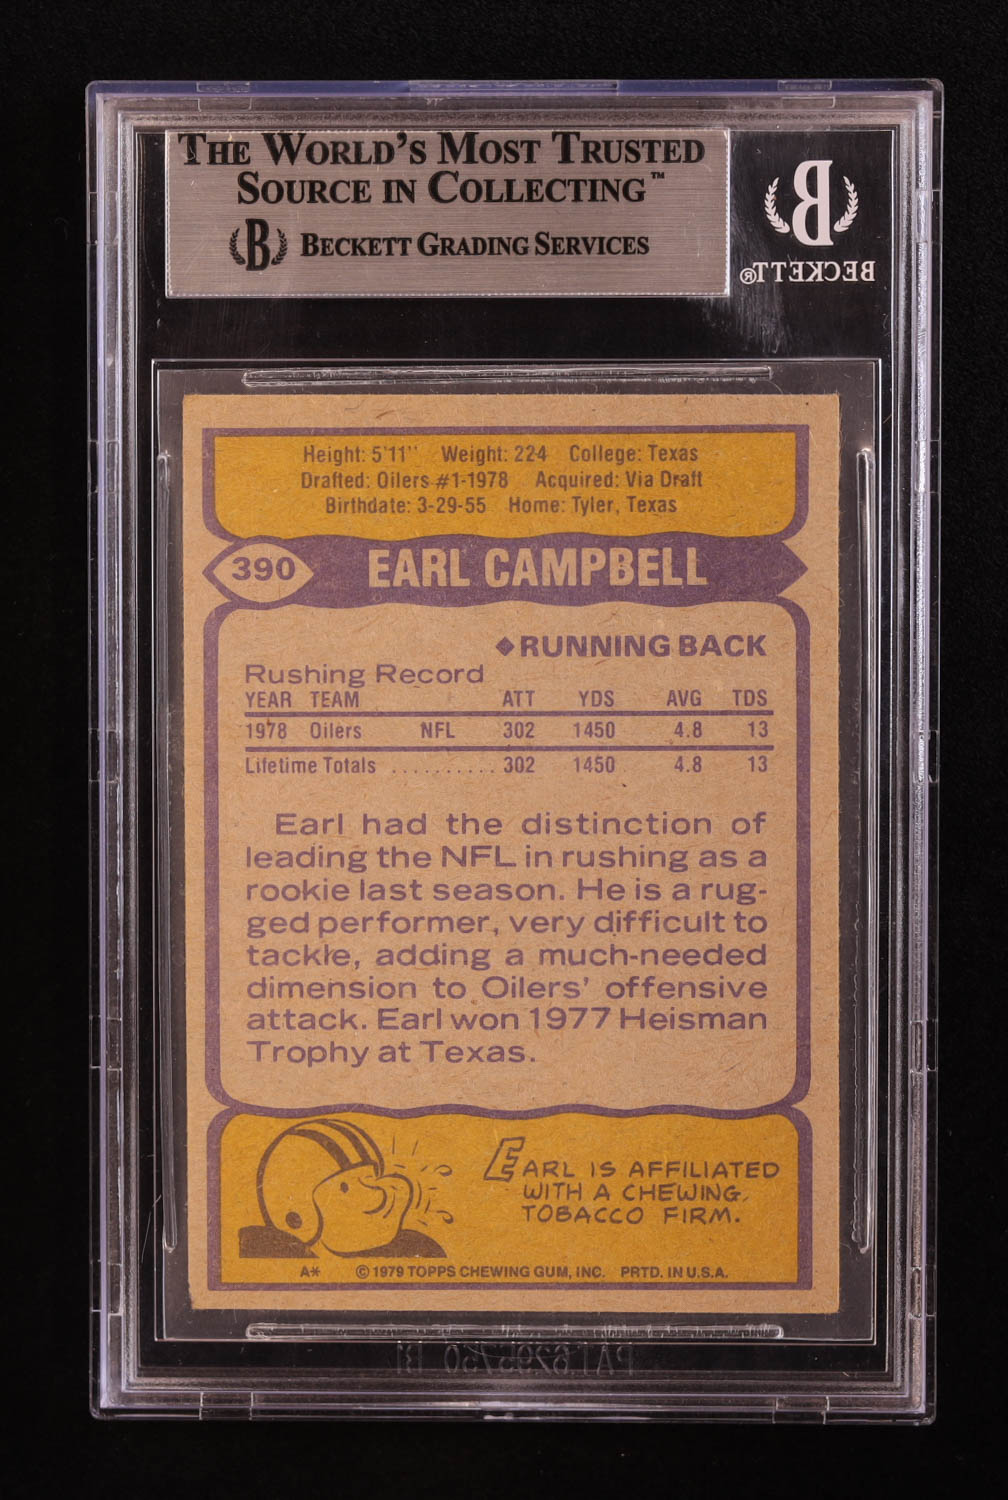 THE WORLD'S MOST TRUSTED
SOURCE IN COLLECTING™
B BECKETT GRADING SERVICES
B
BECKETT®
Height: 5'11" Weight: 224 College: Texas
Drafted: Oilers #1-1978 Acquired: Via Draft
Birthdate: 3-29-55 Home: Tyler, Texas
390 EARL CAMPBELL
◆RUNNING BACK
Rushing Record
YEAR TEAM ATT YDS AVG TDS
1978 Oilers NFL 302 1450 4.8 13
Lifetime Totals .......... 302 1450 4.8 13
Earl had the distinction of
leading the NFL in rushing as a
rookie last season. He is a rug-
ged performer, very difficult to
tackle, adding a much-needed
dimension to Oilers' offensive
attack. Earl won 1977 Heisman
Trophy at Texas.
EARL IS AFFILIATED
WITH A CHEWING
TOBACCO FIRM.
A* © 1979 TOPPS CHEWING GUM, INC. PRTD. IN U.S.A.